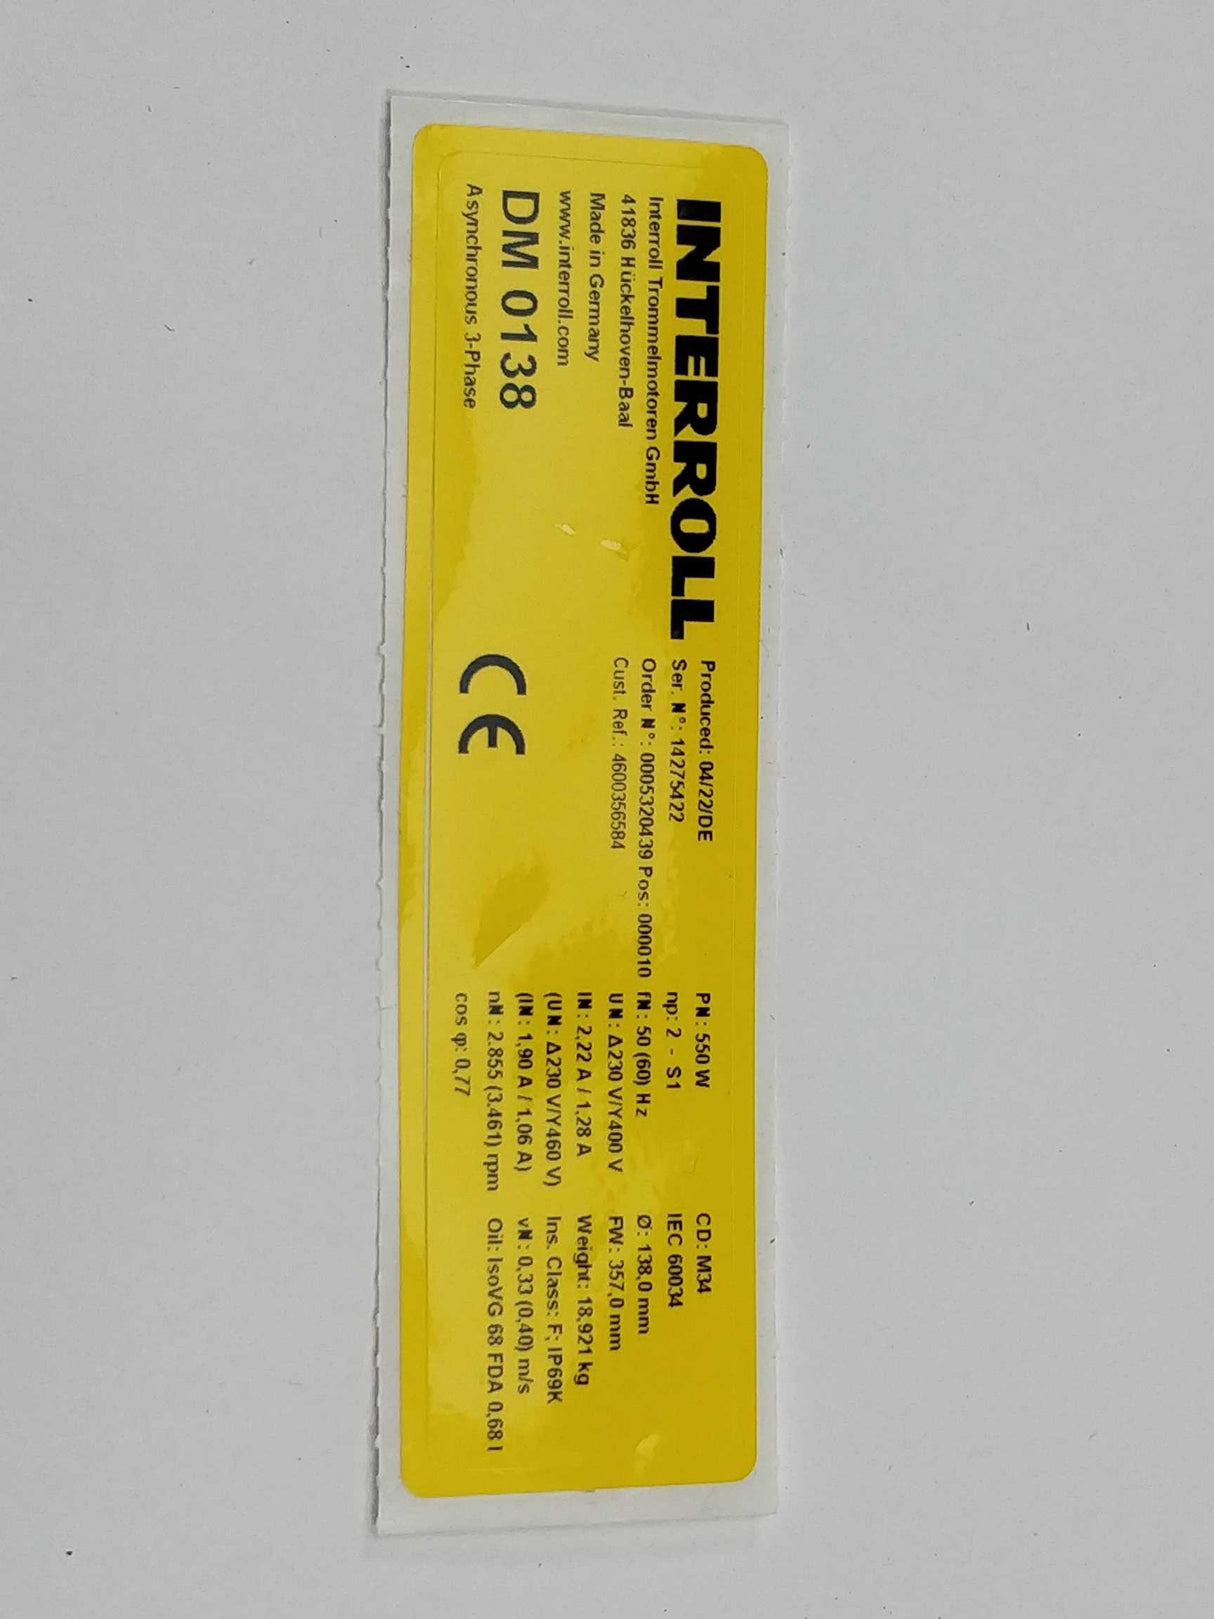 INTERROLL
Interroll Trommelmotoren GmbH
41836 Hückelhoven-Baal
Made in Germany
www.interroll.com
DM 0138
Asynchronous 3-Phase
Produced: 04/22/DE
Ser. N°: 14275422
Order N°: 0005320439 Pos: 000010
Cust. Ref.: 4600356584
CE
PN: 550 W
np: 2 - S1
fN: 50 (60) Hz
UN: Δ230 V/Y400 V
IN: 2,22 A / 1,28 A
(UN: Δ230 V/Y460 V)
(IN: 1,90 A / 1,06 A)
nN: 2.855 (3.461) rpm
cos φ: 0,77
CD: M34
IEC 60034
Ø: 138,0 mm
FW: 357,0 mm
Weight: 18,921 kg
Ins. Class: F; IP69K
vN: 0,33 (0,40) m/s
Oil: IsoVG 68 FDA 0,68 l